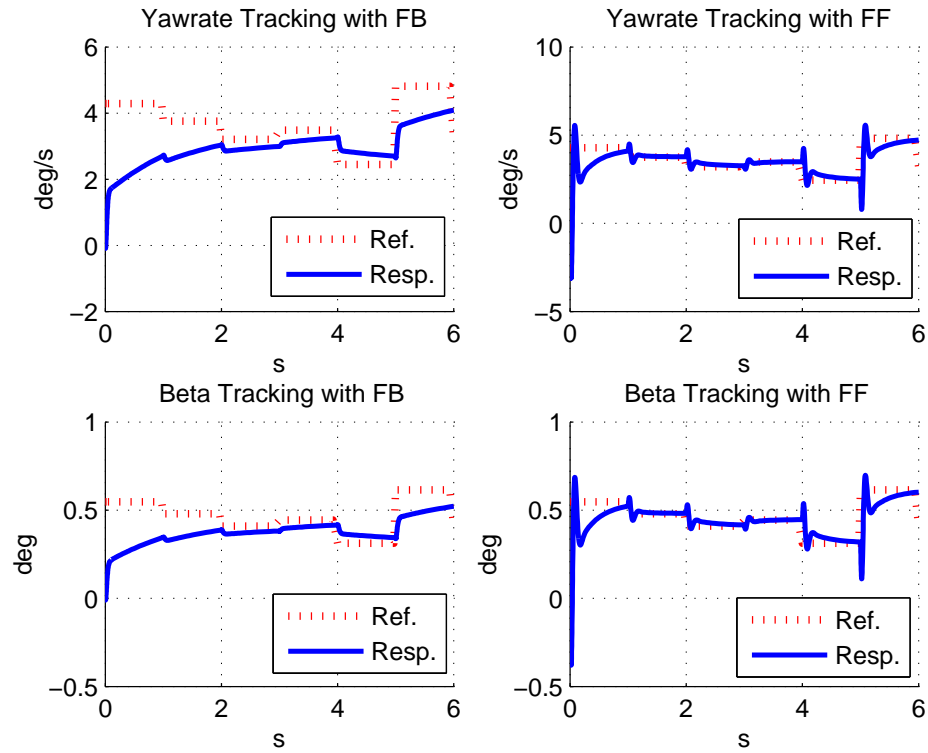 Yawrate Tracking with FB
6
4
2
0
−2
deg/s
0 2 4 6
s
Ref.
Resp.
Yawrate Tracking with FF
10
5
0
−5
deg/s
0 2 4 6
s
Ref.
Resp.
Beta Tracking with FB
1
0.5
0
−0.5
deg
0 2 4 6
s
Ref.
Resp.
Beta Tracking with FF
1
0.5
0
−0.5
deg
0 2 4 6
s
Ref.
Resp.